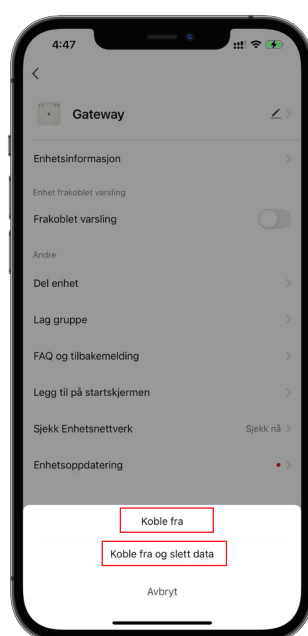 4:47
Gateway
Enhetsinformasjon
Enhet frakoblet varsling
Frakoblet varsling
Andre
Del enhet
Lag gruppe
FAQ og tilbakemelding
Legg til på startskjermen
Sjekk Enhetsnettverk Sjekk nå
Enhetsoppdatering
Koble fra
Koble fra og slett data
Avbryt